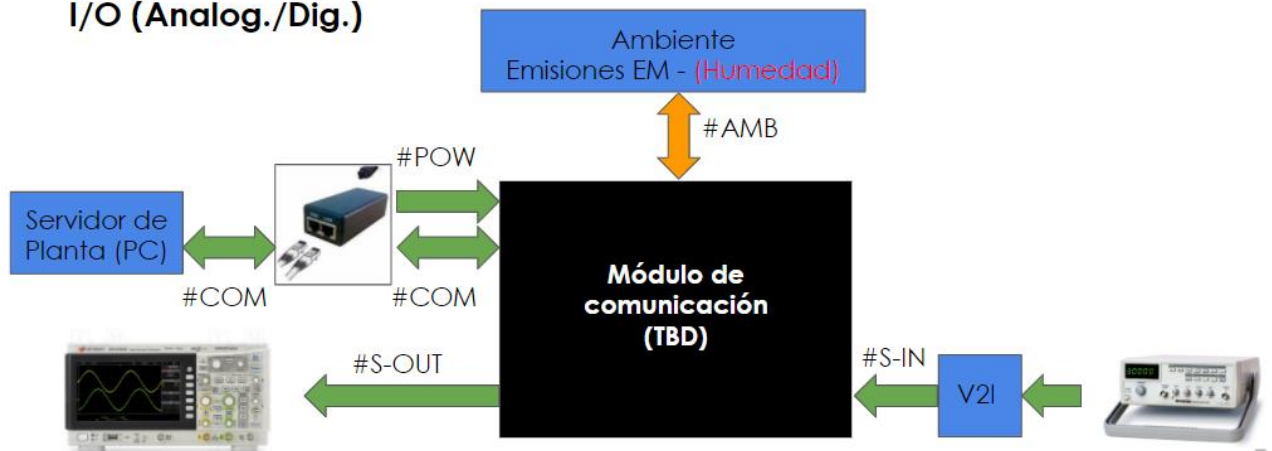 I/O (Analog./Dig.)
Ambiente
Emisiones EM - (Humedad)
#AMB
#POW
Servidor de
Planta (PC)
#COM
#COM
Módulo de
comunicación
(TBD)
#S-OUT
#S-IN
V2I